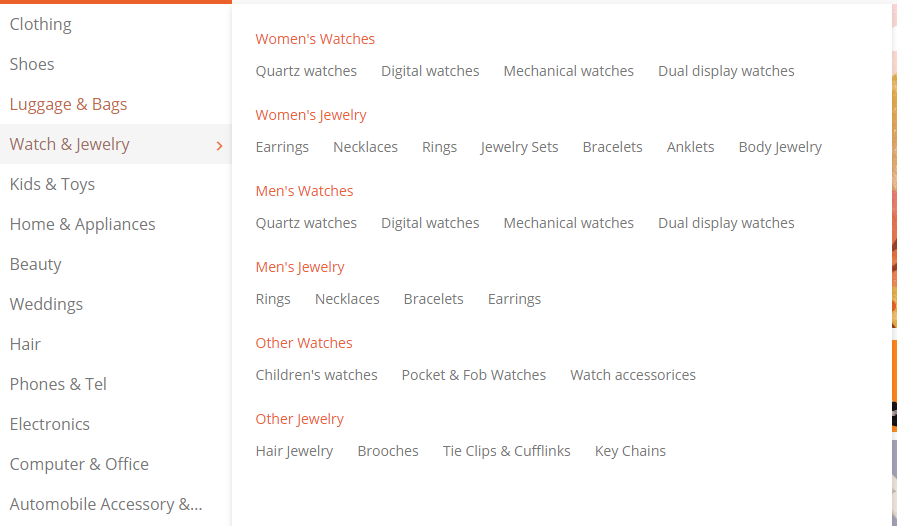 Clothing
Shoes
Luggage & Bags
Watch & Jewelry
Kids & Toys
Home & Appliances
Beauty
Weddings
Hair
Phones & Tel
Electronics
Computer & Office
Automobile Accessory &...
Women's Watches
Quartz watches Digital watches Mechanical watches Dual display watches
Women's Jewelry
Earrings Necklaces Rings Jewelry Sets Bracelets Anklets Body Jewelry
Men's Watches
Quartz watches Digital watches Mechanical watches Dual display watches
Men's Jewelry
Rings Necklaces Bracelets Earrings
Other Watches
Children's watches Pocket & Fob Watches Watch accessorices
Other Jewelry
Hair Jewelry Brooches Tie Clips & Cufflinks Key Chains